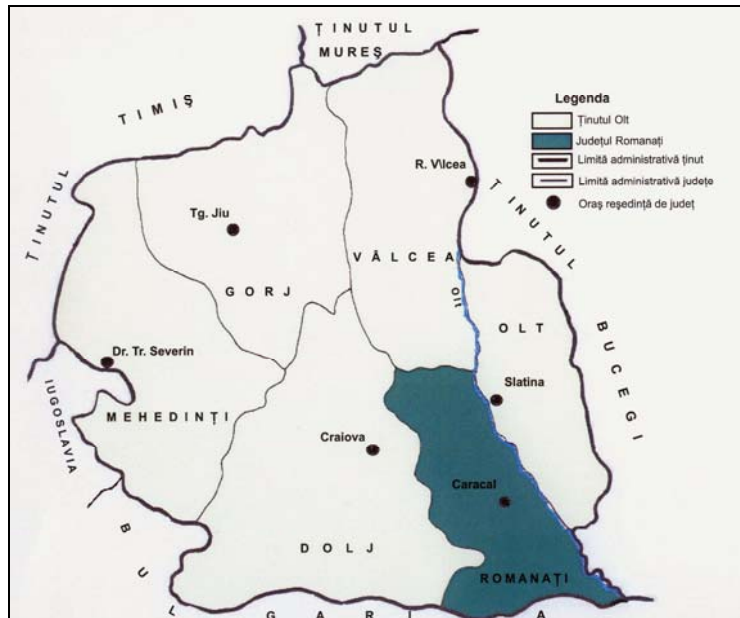 ȚINUTUL
MUREȘ
TIMIȘ
ȚINUTUL
Legenda
Ținutul Olt
Județul Romanați
Limită administrativă ținut
Limită administrativă județe
Oraș reședință de județ
R. Vîlcea
ȚINUTUL
BUCEGI
Tg. Jiu
VÂLCEA
GORJ
Olt
OLT
Dr. Tr. Severin
Slatina
IUGOSLAVIA
MEHEDINȚI
Craiova
Caracal
DOLJ
ROMANAȚI
BULGARIA